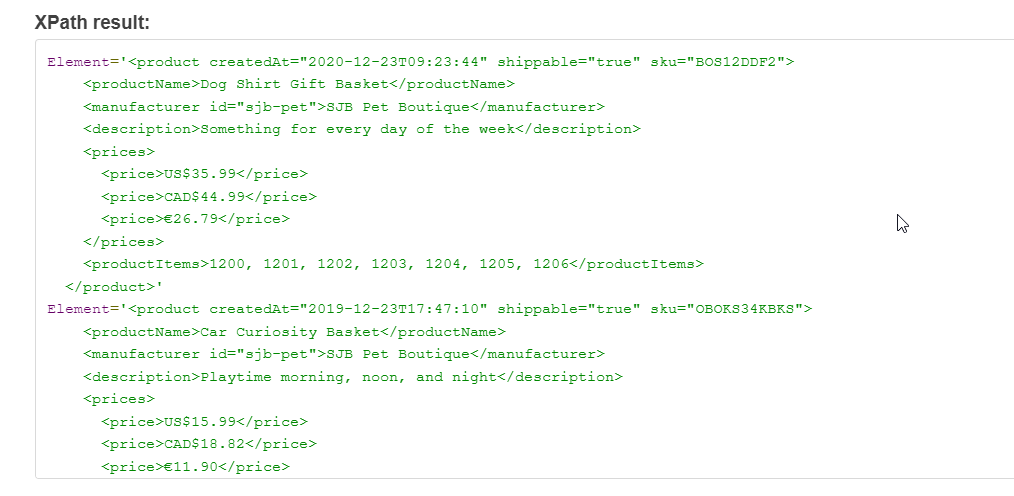 XPath result:
Element='<product createdAt="2020-12-23T09:23:44" shippable="true" sku="BOS12DDF2">
<productName>Dog Shirt Gift Basket</productName>
<manufacturer id="sjb-pet">SJB Pet Boutique</manufacturer>
<description>Something for every day of the week</description>
<prices>
<price>US$35.99</price>
<price>CAD$44.99</price>
<price>€26.79</price>
</prices>
<productItems>1200, 1201, 1202, 1203, 1204, 1205, 1206</productItems>
</product>'
Element='<product createdAt="2019-12-23T17:47:10" shippable="true" sku="OBOKS34KBKS">
<productName>Car Curiosity Basket</productName>
<manufacturer id="sjb-pet">SJB Pet Boutique</manufacturer>
<description>Playtime morning, noon, and night</description>
<prices>
<price>US$15.99</price>
<price>CAD$18.82</price>
<price>€11.90</price>